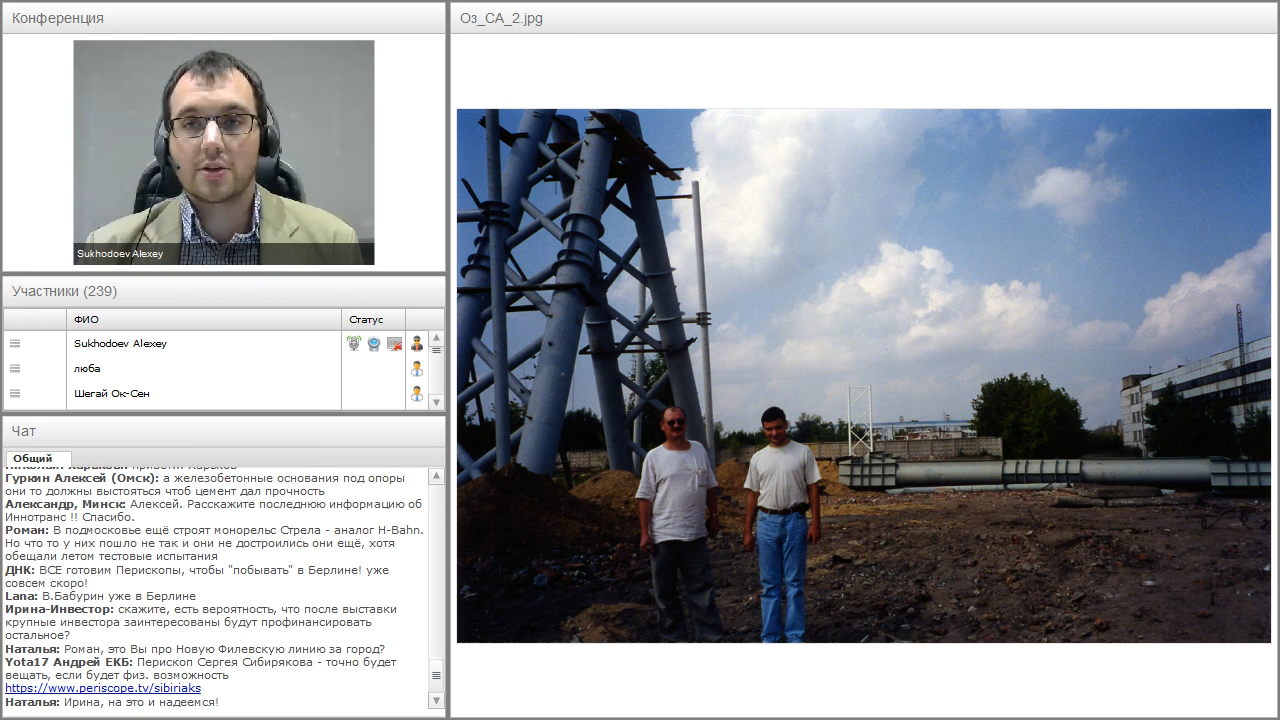 Конференция
Sukhodoev Alexey
Участники (239)
ФИО
Статус
Sukhodoev Alexey
люба
Шегай Ок-Сен
Чат
Общий
Гуркин Алексей (Омск): а железобетонные основания под опоры
они то должны выстояться чтоб цемент дал прочность
Александр, Минск: Алексей. Расскажите последнюю информацию об
Иннотранс !! Спасибо.
Роман: В подмосковье ещё строят монорельс Стрела - аналог H-Bahn.
Но что то у них пошло не так и они не достроились они ещё, хотя
обещали летом тестовые испытания
ДНК: ВСЕ готовим Перископы, чтобы "побывать" в Берлине! уже
совсем скоро!
Lana: В.Бабурин уже в Берлине
Ирина-Инвестор: скажите, есть вероятность, что после выставки
крупные инвестора заинтересованы будут профинансировать
остальное?
Наталья: Роман, это Вы про Новую Филевскую линию за город?
Yota17 Андрей ЕКБ: Перископ Сергея Сибирякова - точно будет
вещать, если будет физ. возможность
https://www.periscope.tv/sibiriaks
Наталья: Ирина, на это и надеемся!
Оз_СА_2.jpg